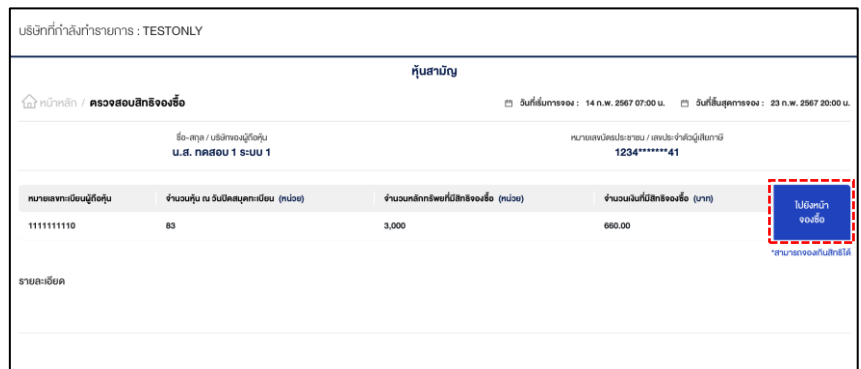 บริษัทที่กำลังทำรายการ : TESTONLY
หุ้นสามัญ
หน้าหลัก / ตรวจสอบสิทธิจองซื้อ
วันที่เริ่มการจอง : 14 ก.พ. 2567 07:00 น. วันที่สิ้นสุดการจอง : 23 ก.พ. 2567 20:00 น.
ชื่อ-สกุล / บริษัทของผู้ถือหุ้น
น.ส. ทดสอบ 1 ระบบ 1
หมายเลขบัตรประชาชน / เลขประจำตัวผู้เสียภาษี
1234*******41
หมายเลขทะเบียนผู้ถือหุ้น จำนวนหุ้น ณ วันปิดสมุดทะเบียน (หน่วย) จำนวนหลักทรัพย์ที่มีสิทธิจองซื้อ (หน่วย) จำนวนเงินที่มีสิทธิจองซื้อ (บาท)
1111111110 83 3,000 660.00
ไปยังหน้า
จองซื้อ
*สามารถจองเกินสิทธิได้
รายละเอียด